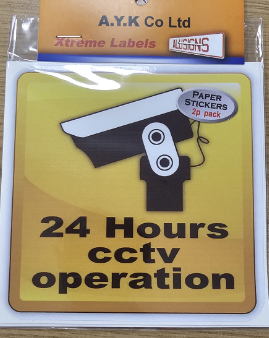 A.Y.K Co Ltd
Xtreme Labels
ALLSIGNS
PAPER
STICKERS
2p pack
24 Hours
cctv
operation